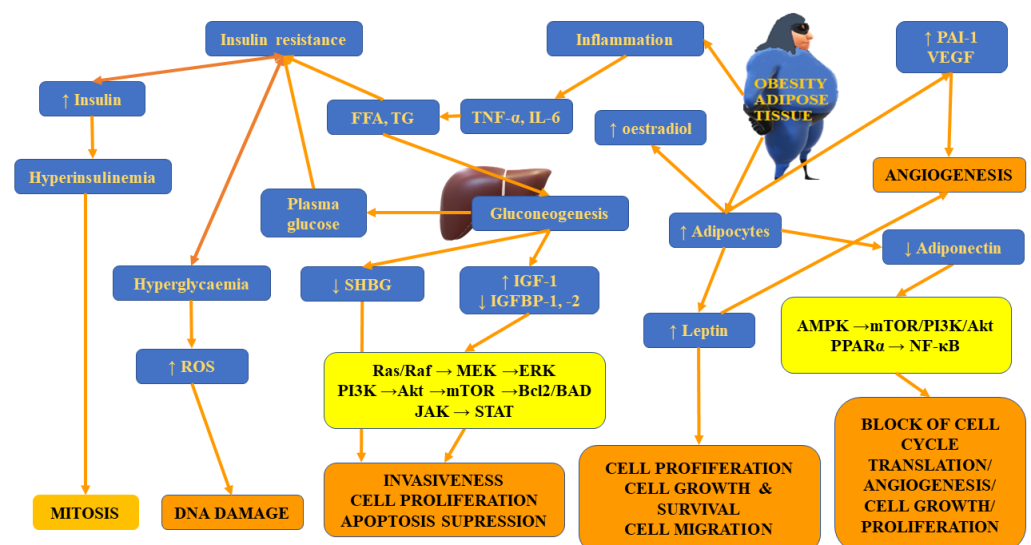 Insulin resistance
Inflammation
↑ PAI-1
VEGF
OBESITY
ADIPOSE
TISSUE
↑ Insulin
FFA, TG
TNF-α, IL-6
↑ oestradiol
Hyperinsulinemia
ANGIOGENESIS
Plasma
glucose
Gluconeogenesis
↑ Adipocytes
↓ Adiponectin
Hyperglycaemia
↓ SHBG
↑ IGF-1
↓ IGFBP-1, -2
↑ Leptin
AMPK →mTOR/PI3K/Akt
PPARα → NF-κB
↑ ROS
Ras/Raf → MEK →ERK
PI3K →Akt →mTOR →Bcl2/BAD
JAK → STAT
MITOSIS
DNA DAMAGE
INVASIVENESS
CELL PROLIFERATION
APOPTOSIS SUPRESSION
CELL PROFIFERATION
CELL GROWTH &
SURVIVAL
CELL MIGRATION
BLOCK OF CELL
CYCLE
TRANSLATION/
ANGIOGENESIS/
CELL GROWTH/
PROLIFERATION